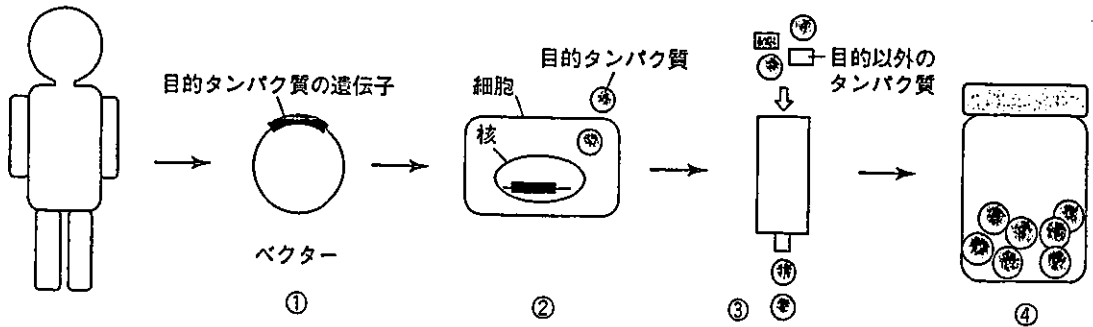 目的タンパク質の遺伝子
ベクター
①
細胞
核
目的タンパク質
②
目的以外の
タンパク質
③
④